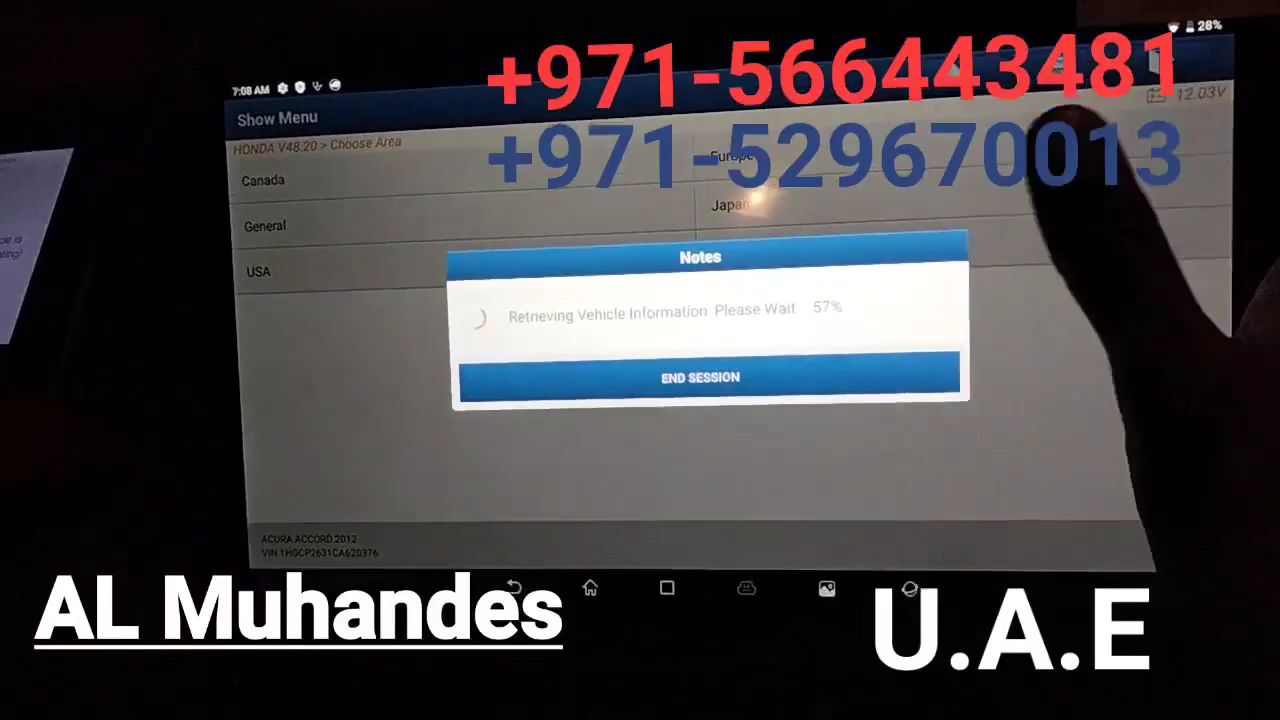 +971-566443481
28%
7:08 AM
Show Menu
12.03V
HONDA V48.20 > Choose Area
+971-529670013
Canada
Europe
General
Japan
USA
Notes
Retrieving Vehicle Information Please Wait 57%
END SESSION
ACURA ACCORD 2012
VIN 1HGCP2631CA620376
AL Muhandes
U.A.E